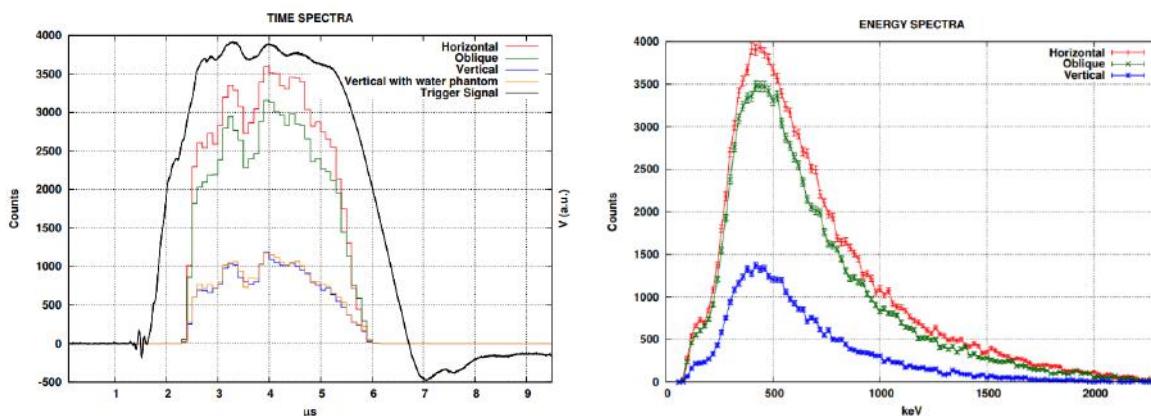 TIME SPECTRA
4000
3500
3000
2500
2000
1500
1000
500
0
-500
Counts
Horizontal
Oblique
Vertical
Vertical with water phantom
Trigger Signal
V (a.u.)
1 2 3 4 5 6 7 8 9
µs
ENERGY SPECTRA
4000
3500
3000
2500
2000
1500
1000
500
0
Counts
Horizontal
Oblique
Vertical
0 500 1000 1500 2000
keV